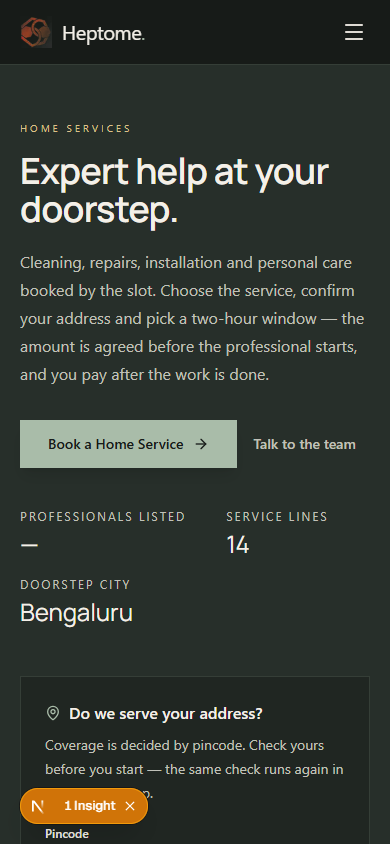 Heptome.
HOME SERVICES
Expert help at your
doorstep.
Cleaning, repairs, installation and personal care
booked by the slot. Choose the service, confirm
your address and pick a two-hour window — the
amount is agreed before the professional starts,
and you pay after the work is done.
Book a Home Service → Talk to the team
PROFESSIONALS LISTED SERVICE LINES
— 14
DOORSTEP CITY
Bengaluru
Do we serve your address?
Coverage is decided by pincode. Check yours
before you start — the same check runs again in
N 1 Insight ×
Pincode